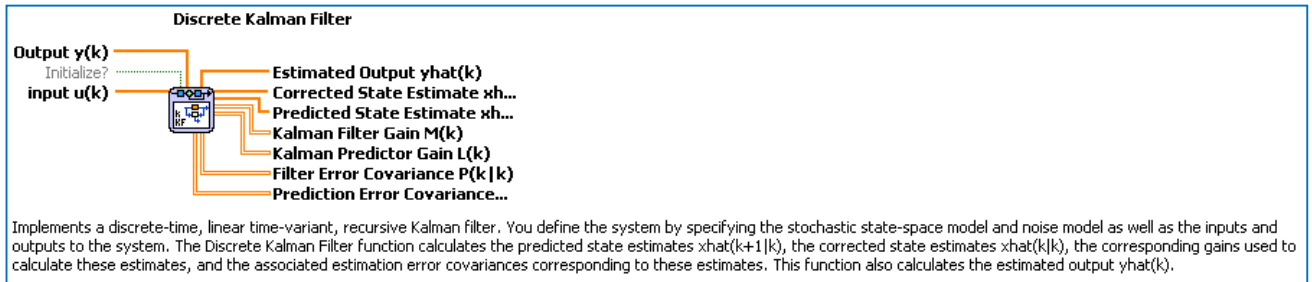 Discrete Kalman Filter
Output y(k)
Initialize?
input u(k)
k
KF
Estimated Output yhat(k)
Corrected State Estimate xh...
Predicted State Estimate xh...
Kalman Filter Gain M(k)
Kalman Predictor Gain L(k)
Filter Error Covariance P(k|k)
Prediction Error Covariance...
Implements a discrete-time, linear time-variant, recursive Kalman filter. You define the system by specifying the stochastic state-space model and noise model as well as the inputs and
outputs to the system. The Discrete Kalman Filter function calculates the predicted state estimates xhat(k+1|k), the corrected state estimates xhat(k|k), the corresponding gains used to
calculate these estimates, and the associated estimation error covariances corresponding to these estimates. This function also calculates the estimated output yhat(k).